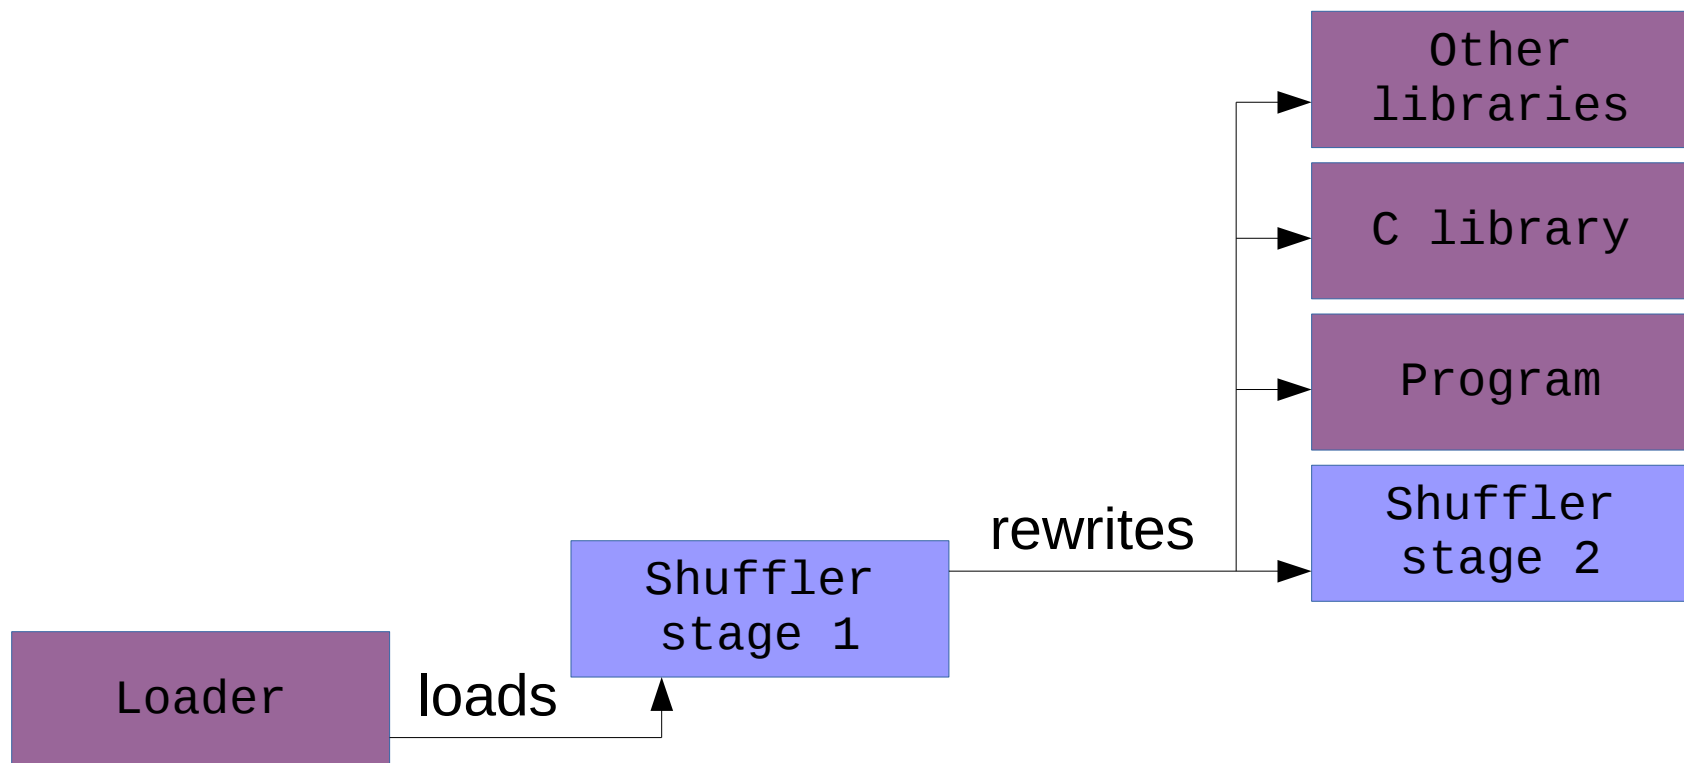 Other
libraries
C library
Program
Shuffler
stage 2
rewrites
Shuffler
stage 1
loads
Loader